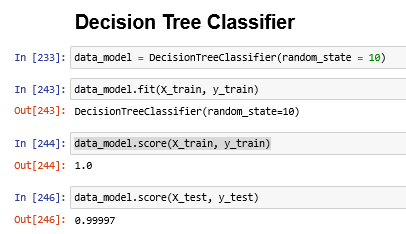 Decision Tree Classifier
In [233]: data_model = DecisionTreeClassifier(random_state = 10)
In [243]: data_model.fit(X_train, y_train)
Out[243]: DecisionTreeClassifier(random_state=10)
In [244]: data_model.score(X_train, y_train)
Out[244]: 1.0
In [246]: data_model.score(X_test, y_test)
Out[246]: 0.99997